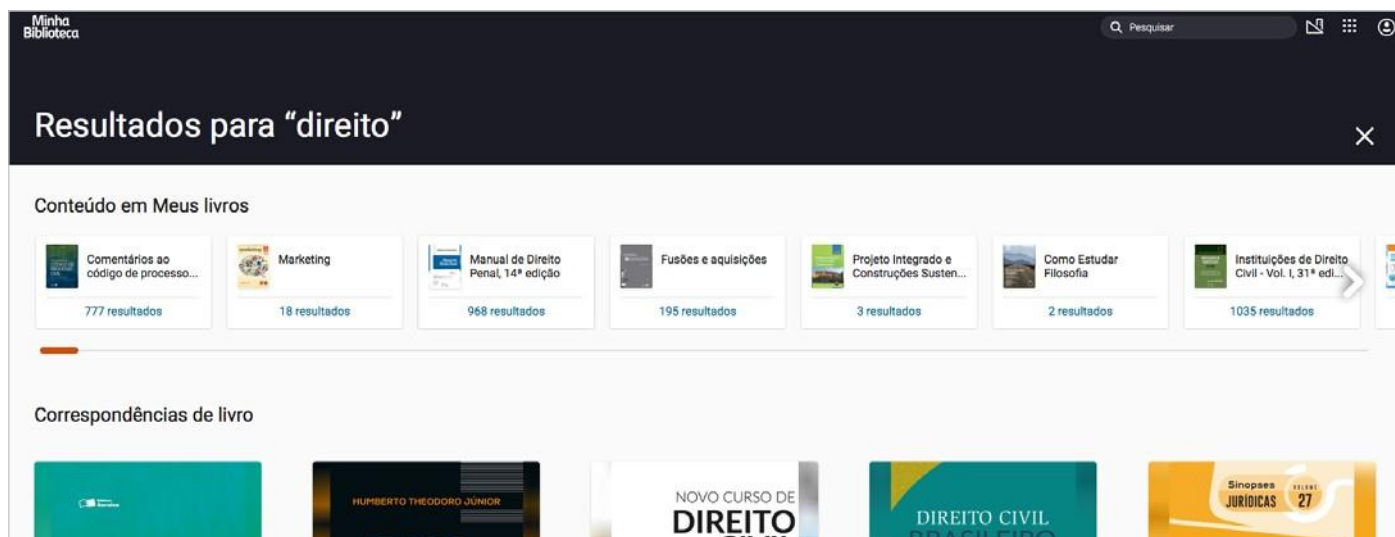 Minha
Biblioteca
Pesquisar
Resultados para “direito”
Conteúdo em Meus livros
Comentários ao
código de processo...
777 resultados
Marketing
18 resultados
Manual de Direito
Penal, 14ª edição
968 resultados
Fusões e aquisições
195 resultados
Projeto Integrado e
Construções Susten...
3 resultados
Como Estudar
Filosofia
2 resultados
Instituições de Direito
Civil - Vol. I, 31ª edi...
1035 resultados
Correspondências de livro
HUMBERTO THEODORO JÚNIOR
NOVO CURSO DE
DIREITO
DIREITO CIVIL
BRASILEIRO
Sinopses
JURÍDICAS
VOLUME
27